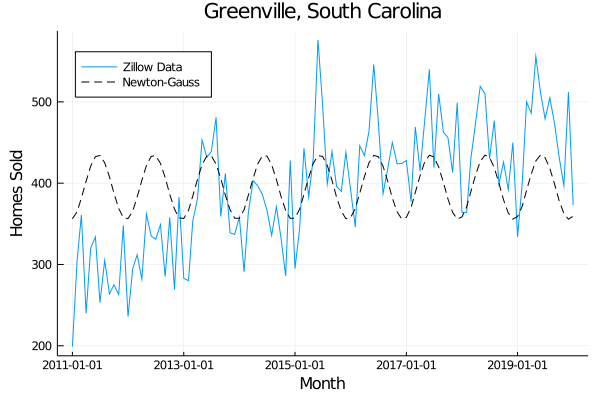 Greenville, South Carolina
Zillow Data
Newton-Gauss
Homes Sold
500
400
300
200
2011-01-01 2013-01-01 2015-01-01 2017-01-01 2019-01-01
Month